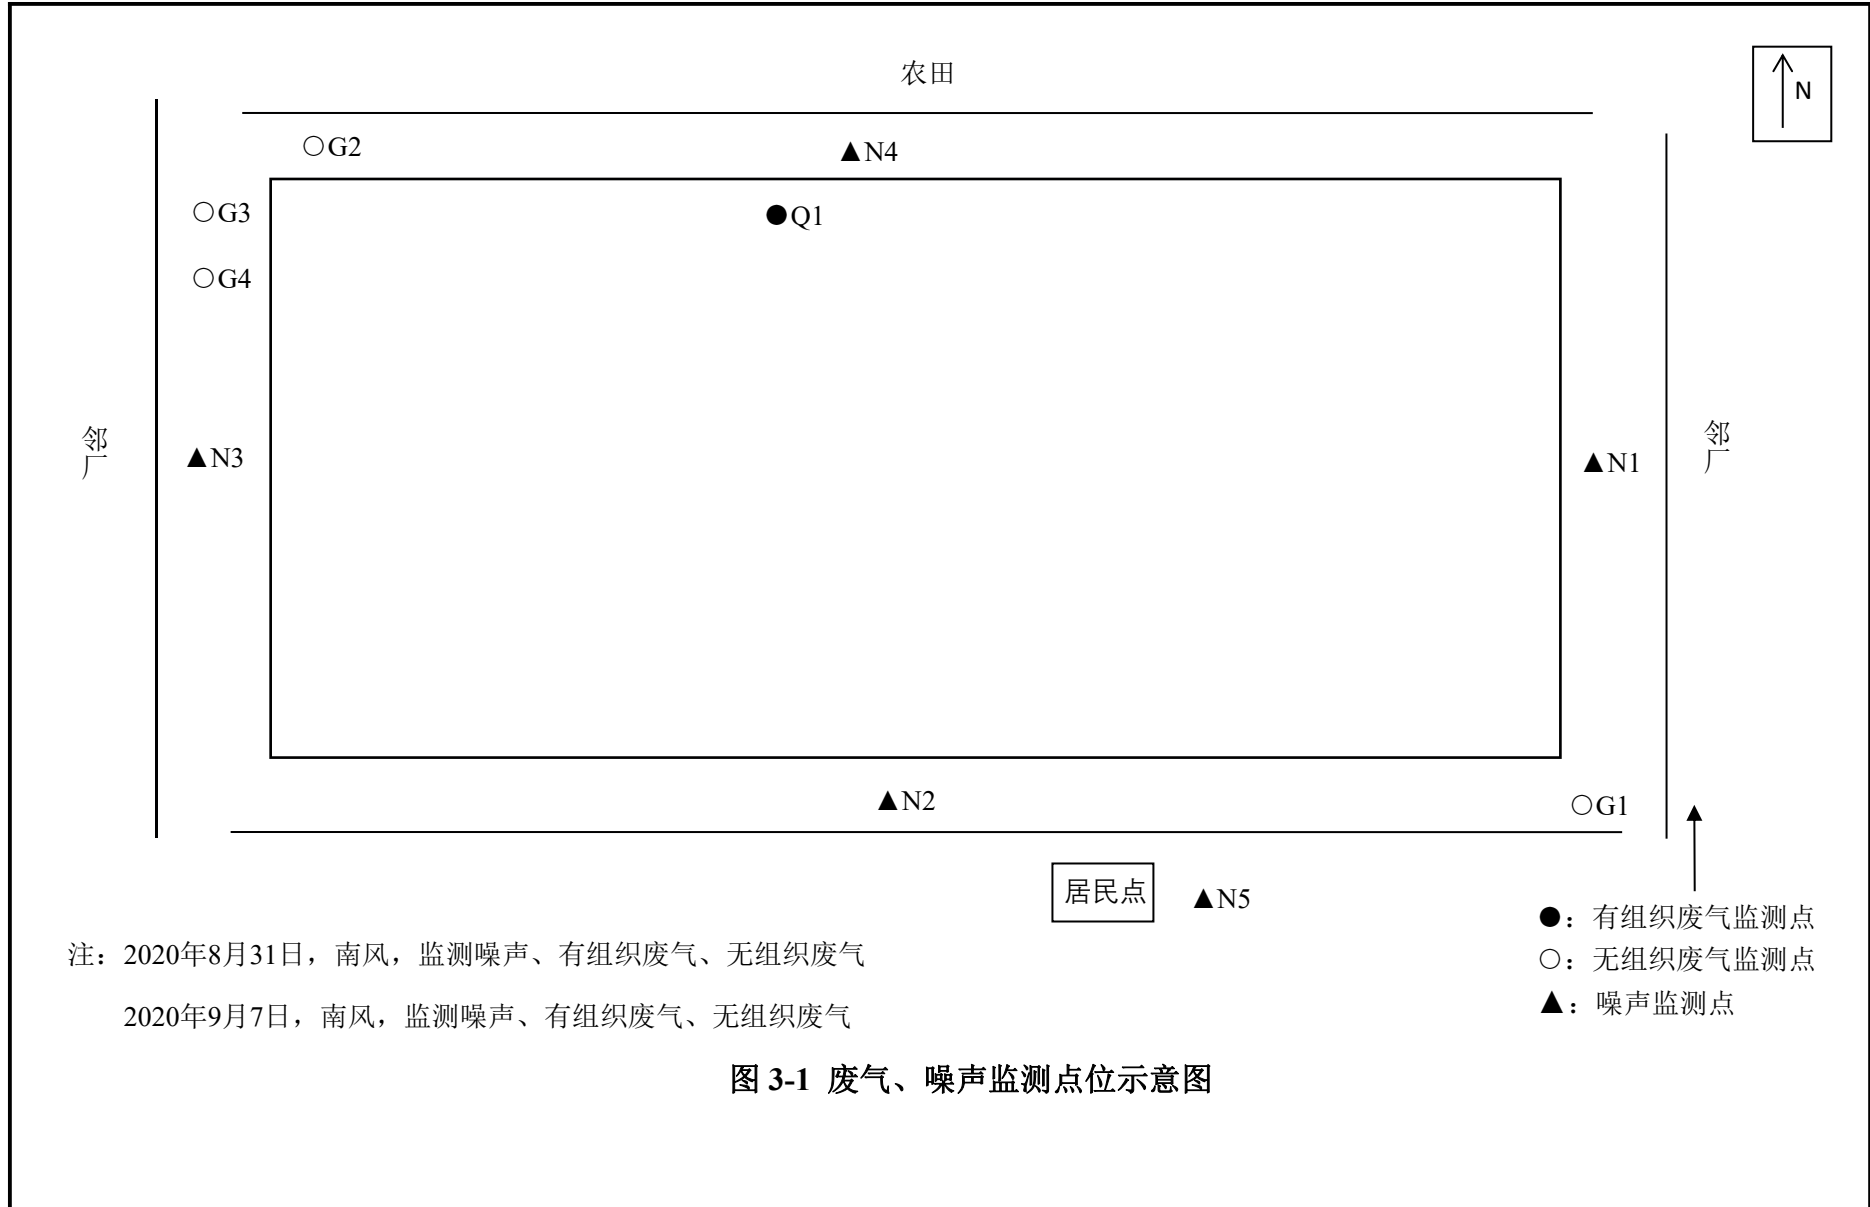 农田
N
○G2
▲N4
○G3
●Q1
○G4
邻厂
▲N3
▲N1
邻厂
▲N2
○G1
居民点
▲N5
●：有组织废气监测点
○：无组织废气监测点
▲：噪声监测点
注：2020年8月31日，南风，监测噪声、有组织废气、无组织废气
2020年9月7日，南风，监测噪声、有组织废气、无组织废气
图 3-1 废气、噪声监测点位示意图